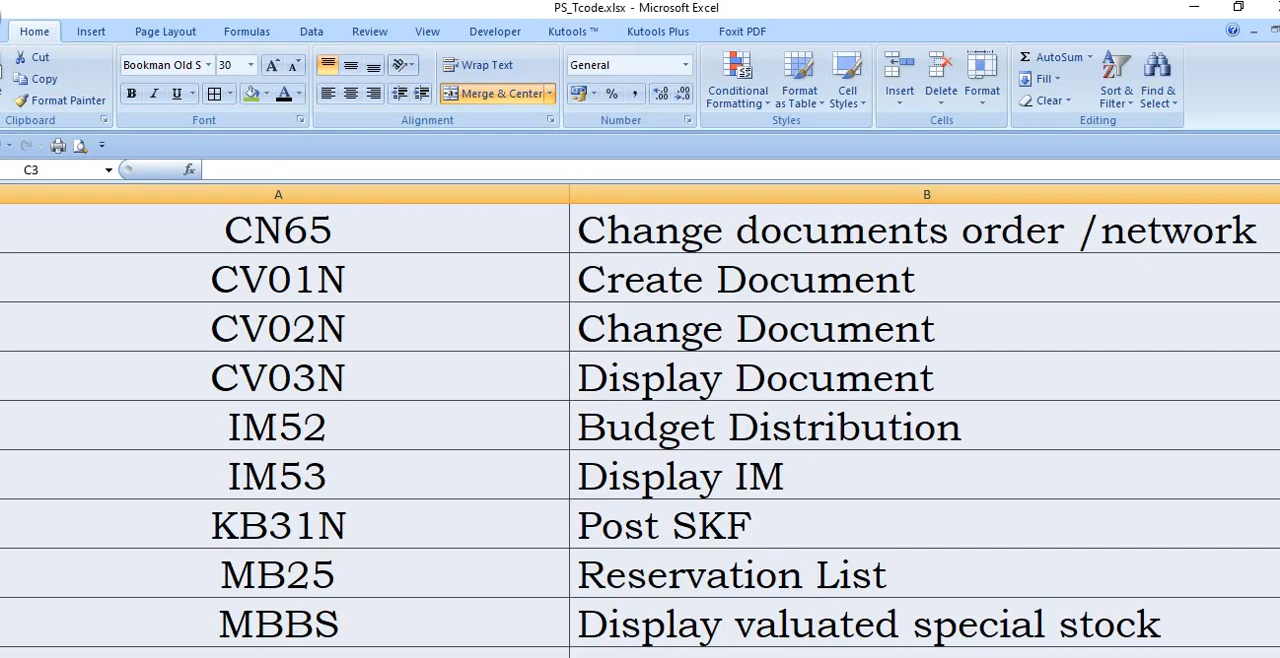 PS_Tcode.xlsx - Microsoft Excel
Home Insert Page Layout Formulas Data Review View Developer Kutools ™ Kutools Plus Foxit PDF
Cut
Copy
Format Painter
Clipboard
Bookman Old S 30 A A
B I U A
Font
Wrap Text
Merge & Center
Alignment
General
% , .0 .00 .00 .0
Number
Conditional Formatting
Format as Table
Cell Styles
Styles
Insert Delete Format
Cells
Σ AutoSum
Fill
Clear
Sort & Filter
Find & Select
Editing
C3 fx
A B
CN65 Change documents order /network
CV01N Create Document
CV02N Change Document
CV03N Display Document
IM52 Budget Distribution
IM53 Display IM
KB31N Post SKF
MB25 Reservation List
MBBS Display valuated special stock